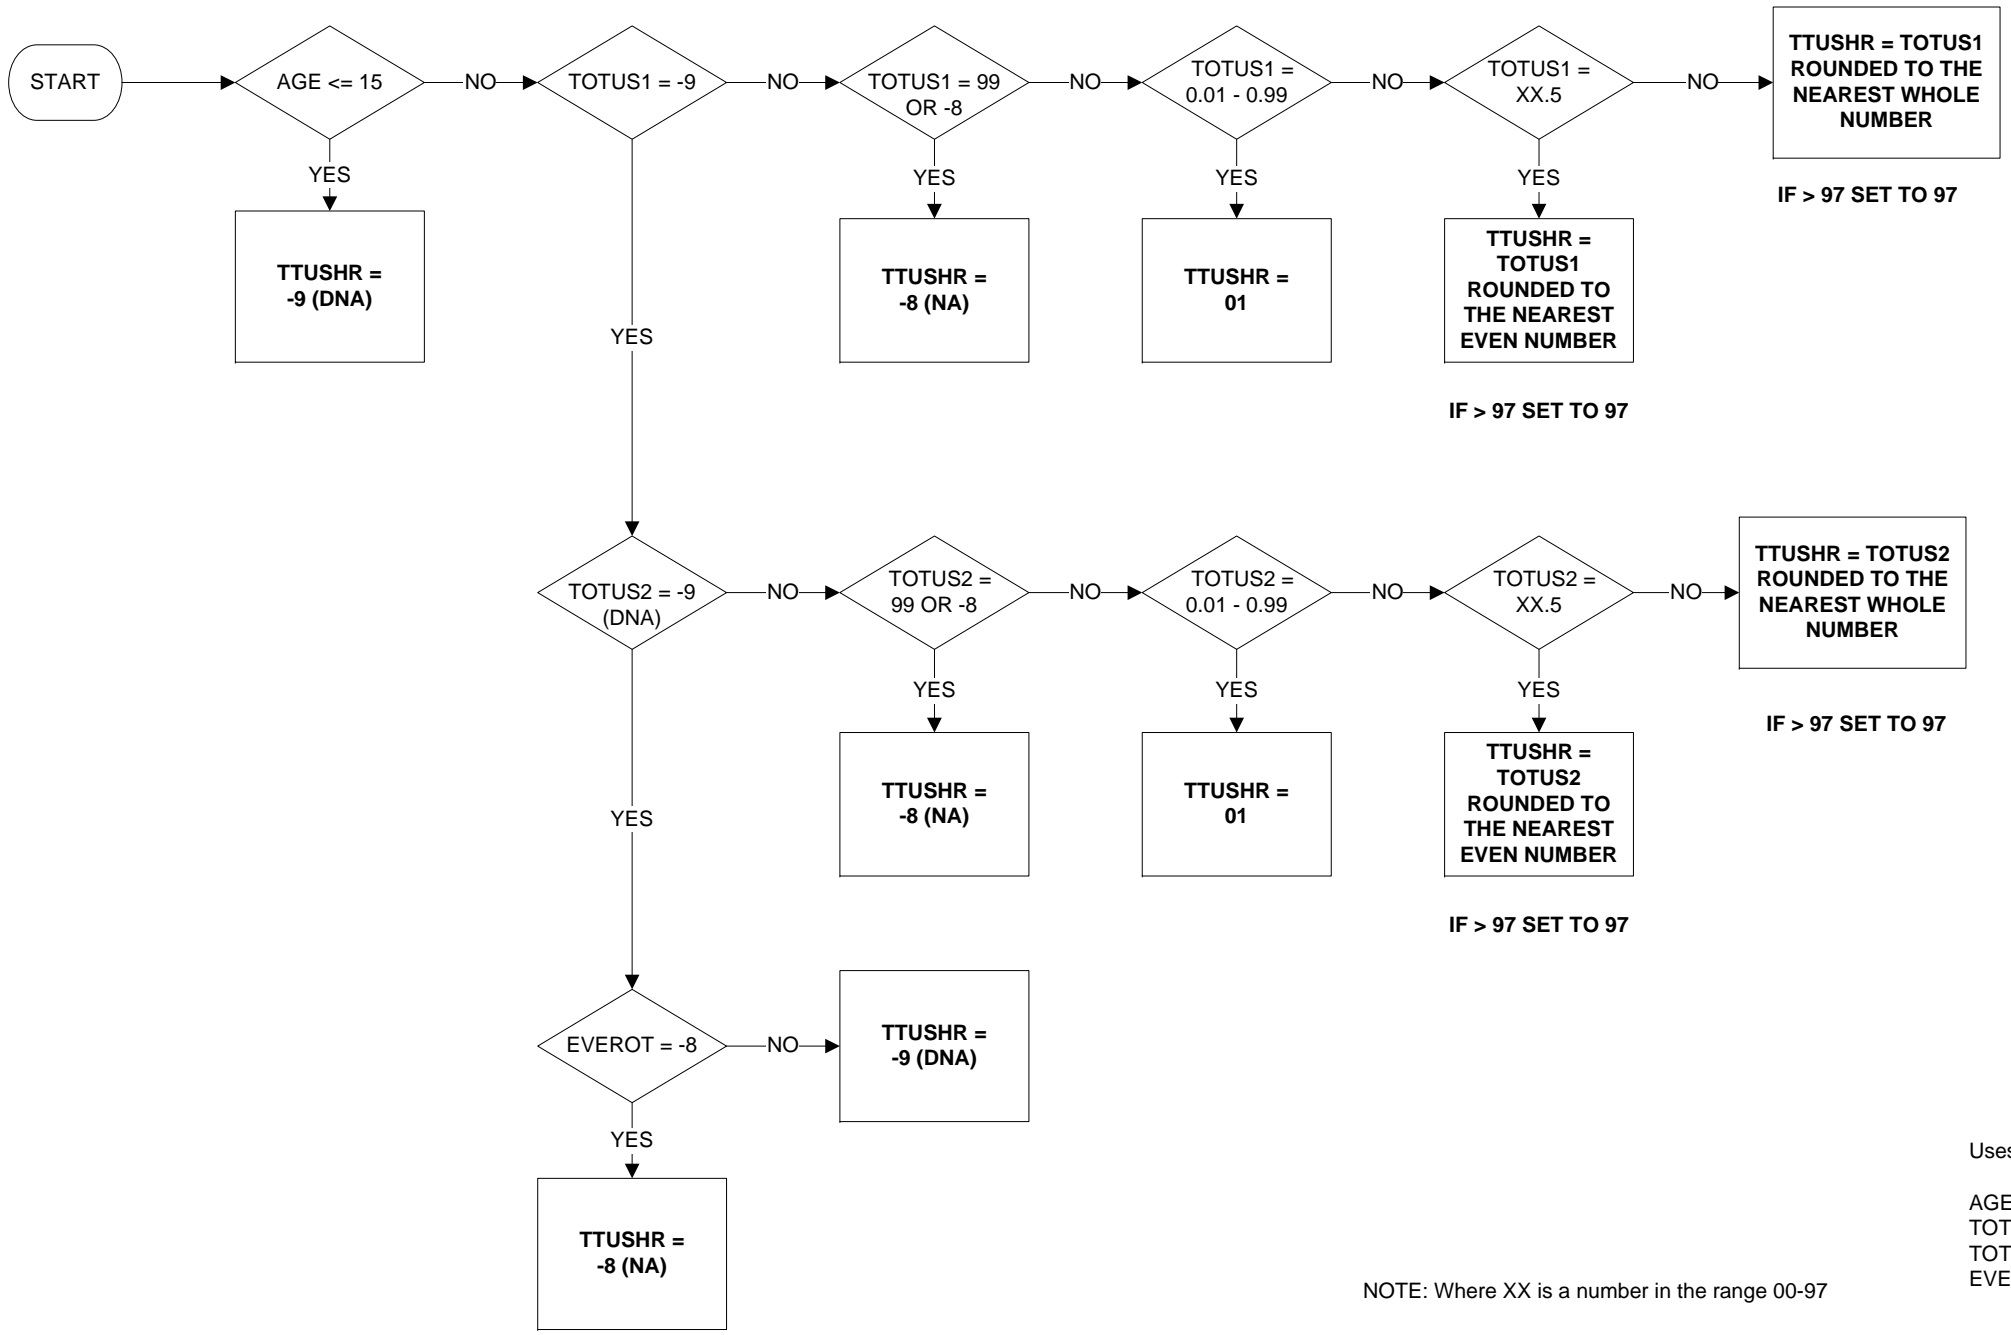 START
AGE <= 15
NO
TOTUS1 = -9
NO
TOTUS1 = 99
OR -8
NO
TOTUS1 =
0.01 - 0.99
NO
TOTUS1 =
XX.5
NO
TTUSHR = TOTUS1
ROUNDED TO THE
NEAREST WHOLE
NUMBER
IF > 97 SET TO 97
YES
YES
YES
YES
TTUSHR =
-9 (DNA)
TTUSHR =
-8 (NA)
TTUSHR =
01
TTUSHR =
TOTUS1
ROUNDED TO
THE NEAREST
EVEN NUMBER
IF > 97 SET TO 97
YES
TOTUS2 = -9
(DNA)
NO
TOTUS2 =
99 OR -8
NO
TOTUS2 =
0.01 - 0.99
NO
TOTUS2 =
XX.5
NO
TTUSHR = TOTUS2
ROUNDED TO THE
NEAREST WHOLE
NUMBER
IF > 97 SET TO 97
YES
YES
YES
TTUSHR =
-8 (NA)
TTUSHR =
01
TTUSHR =
TOTUS2
ROUNDED TO
THE NEAREST
EVEN NUMBER
IF > 97 SET TO 97
YES
EVEROT = -8
NO
TTUSHR =
-9 (DNA)
YES
TTUSHR =
-8 (NA)
NOTE: Where XX is a number in the range 00-97
Uses
AGE
TOT
TOT
EVE